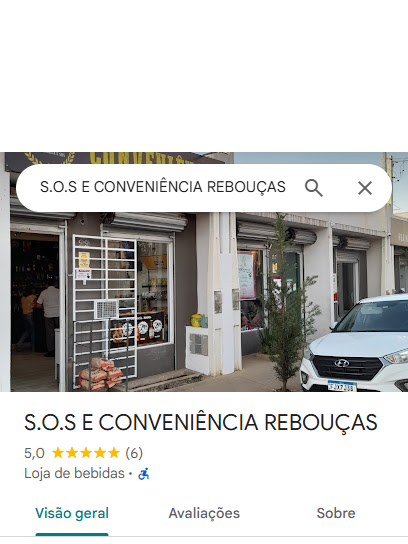 CONVENIÊN
S.O.S E CONVENIÊNCIA REBOUÇAS
S.O.S E CONVENIÊNCIA REBOUÇAS
5,0 (6)
Loja de bebidas ·
Visão geral
Avaliações
Sobre